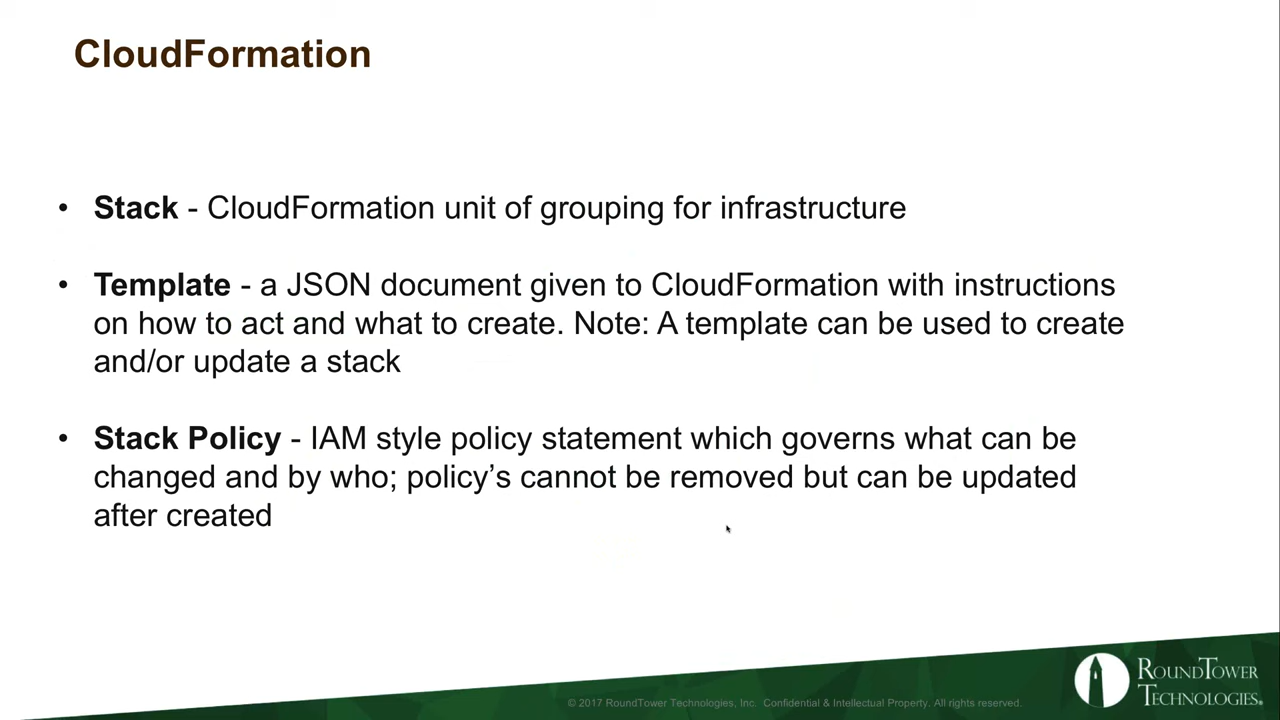 CloudFormation
• Stack - CloudFormation unit of grouping for infrastructure
• Template - a JSON document given to CloudFormation with instructions
on how to act and what to create. Note: A template can be used to create
and/or update a stack
• Stack Policy - IAM style policy statement which governs what can be
changed and by who; policy’s cannot be removed but can be updated
after created
© 2017 RoundTower Technologies, Inc. Confidential & Intellectual Property. All rights reserved.
ROUNDTOWER
TECHNOLOGIES®